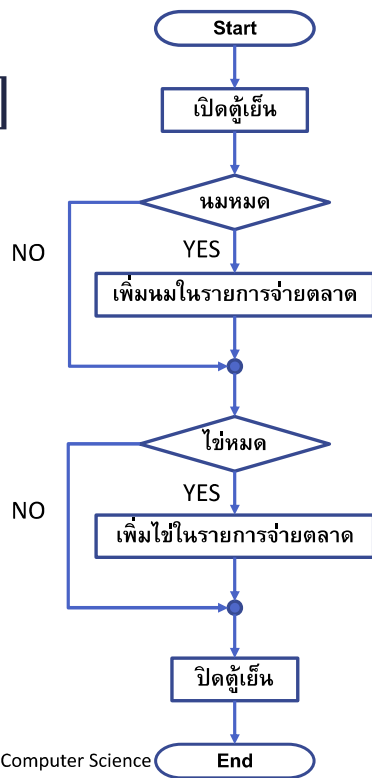 Start
เปิดตู้เย็น
นมหมด
NO
YES
เพิ่มนมในรายการจ่ายตลาด
ไข่หมด
YES
NO
เพิ่มไข่ในรายการจ่ายตลาด
ปิดตู้เย็น
Computer Science
End